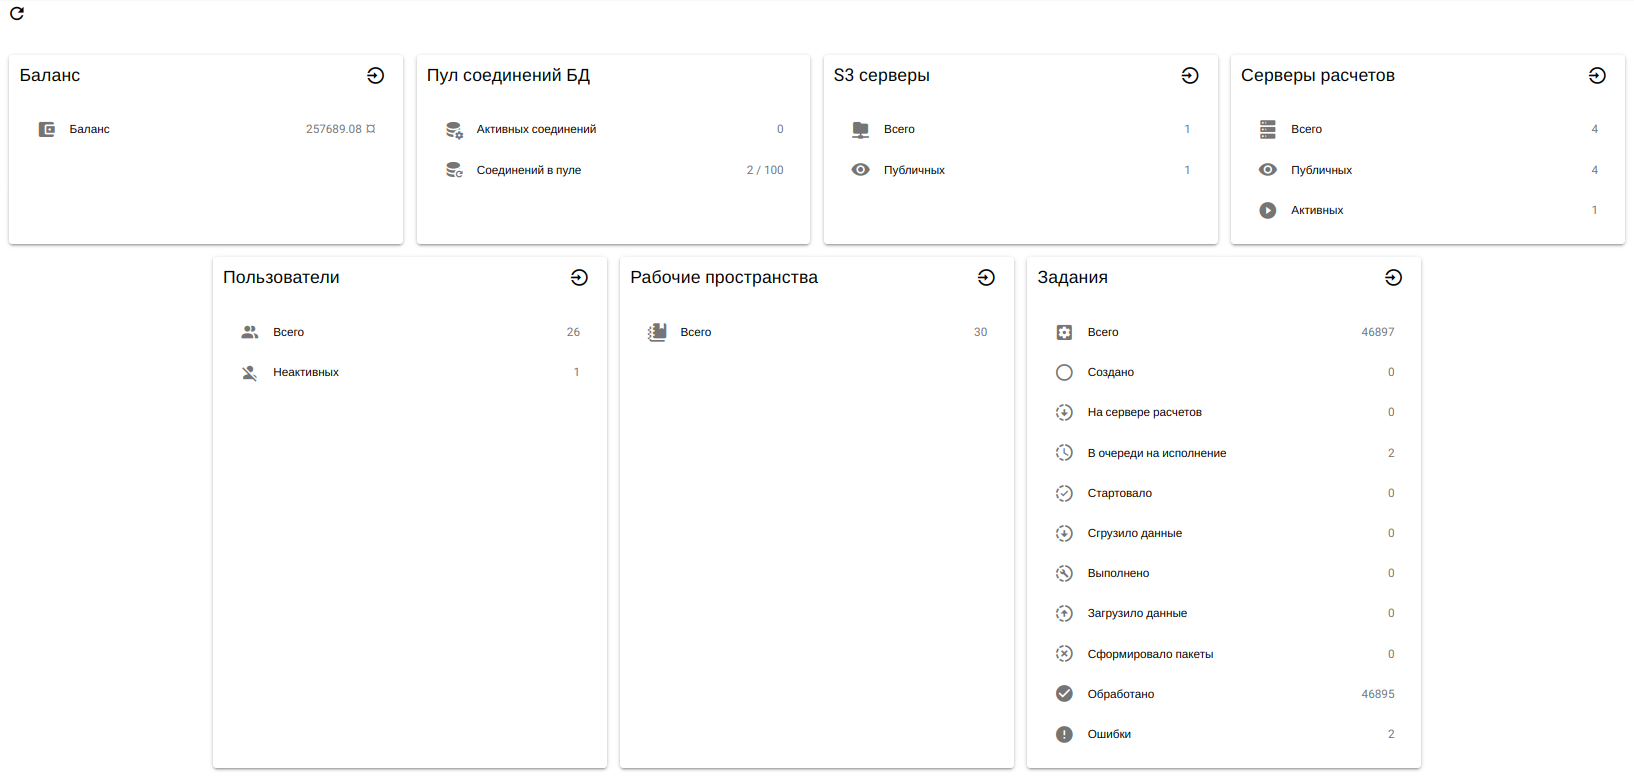 Баланс
Баланс 257689.08 ¤
Пул соединений БД
Активных соединений 0
Соединений в пуле 2 / 100
S3 серверы
Всего 1
Публичных 1
Серверы расчетов
Всего 4
Публичных 4
Активных 1
Пользователи
Всего 26
Неактивных 1
Рабочие пространства
Всего 30
Задания
Всего 46897
Создано 0
На сервере расчетов 0
В очереди на исполнение 2
Стартовало 0
Сгрузило данные 0
Выполнено 0
Загрузило данные 0
Сформировало пакеты 0
Обработано 46895
Ошибки 2